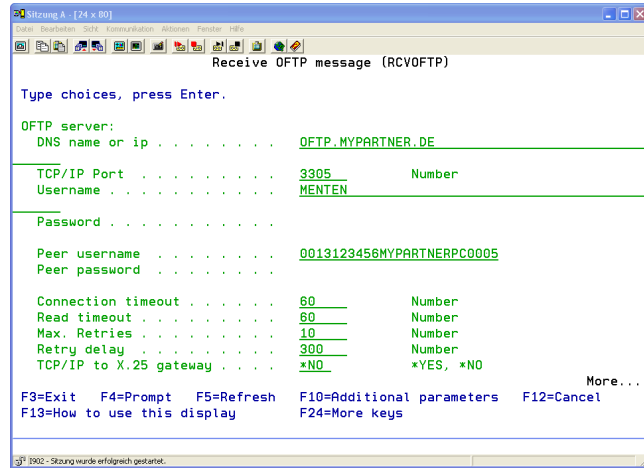 Sitzung A - [24 x 80]
Datei Bearbeiten Sicht Kommunikation Aktionen Fenster Hilfe
Receive OFTP message (RCVOFTP)
Type choices, press Enter.
OFTP server:
DNS name or ip . . . . . . . . OFTP.MYPARTNER.DE
TCP/IP Port . . . . . . . . . 3305 Number
Username . . . . . . . . . . . MENTEN
Password . . . . . . . . . . .
Peer username . . . . . . . . 0013123456MYPARTNERPC0005
Peer password . . . . . . . .
Connection timeout . . . . . . 60 Number
Read timeout . . . . . . . . . 60 Number
Max. Retries . . . . . . . . . 10 Number
Retry delay . . . . . . . . . 300 Number
TCP/IP to X.25 gateway . . . . *NO *YES, *NO
More...
F3=Exit F4=Prompt F5=Refresh F10=Additional parameters F12=Cancel
F13=How to use this display F24=More keys
I902 - Sitzung wurde erfolgreich gestartet.